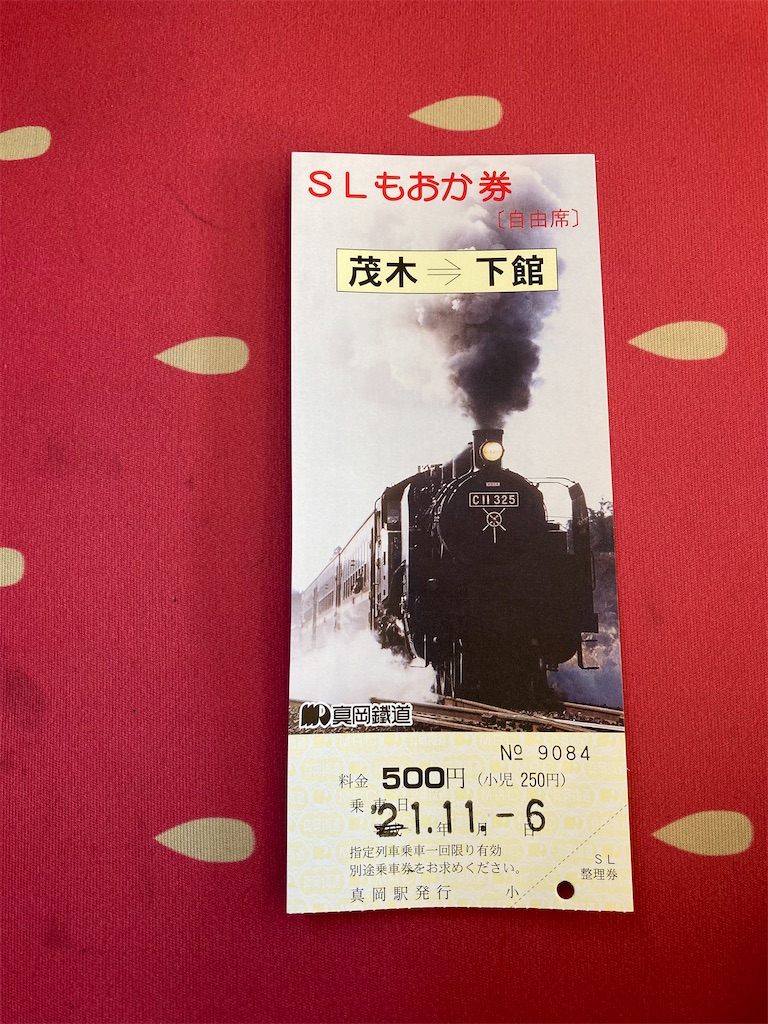 SLもおか券
〔自由席〕
茂木⇒下館
C11 325
真岡鐵道
№ 9084
料金 500円(小児 250円)
乗車日
'21.11.-6
年 月 日
指定列車乗車一回限り有効
別途乗車券をお求めください。
真岡駅発行 小
SL
整理券